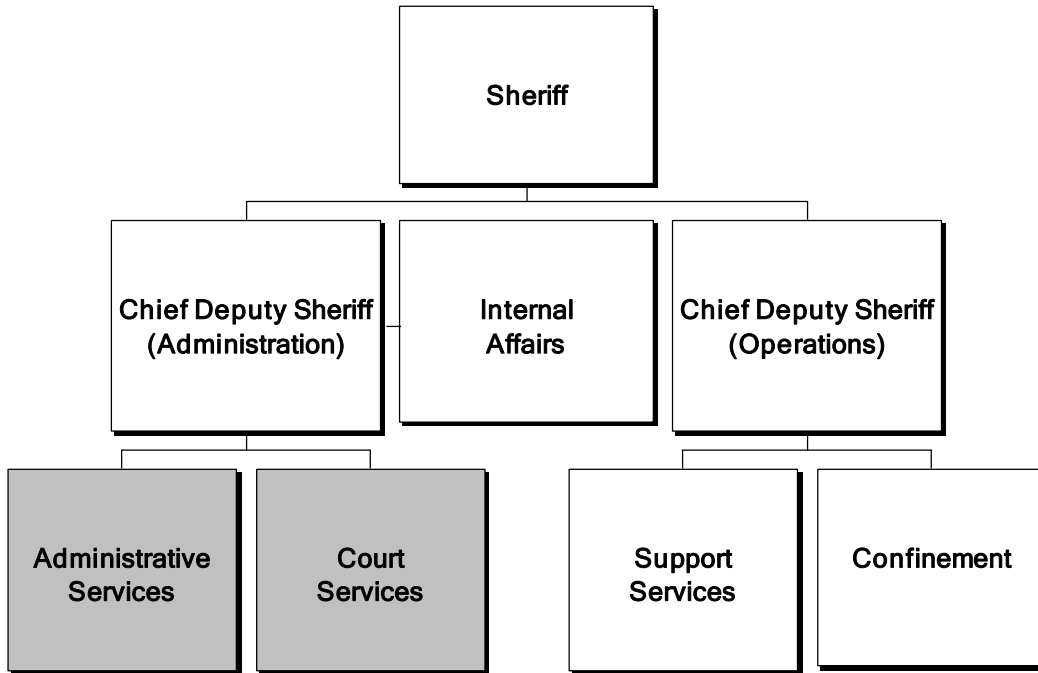 Sheriff
Chief Deputy Sheriff
(Administration)
Internal
Affairs
Chief Deputy Sheriff
(Operations)
Administrative
Services
Court
Services
Support
Services
Confinement